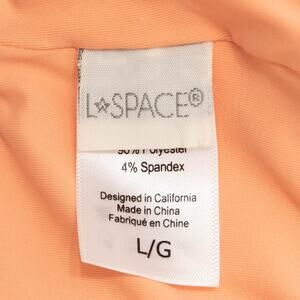 L☆SPACE®
Polyester
4% Spandex
Designed in California
Made in China
Fabriqué en Chine
L/G